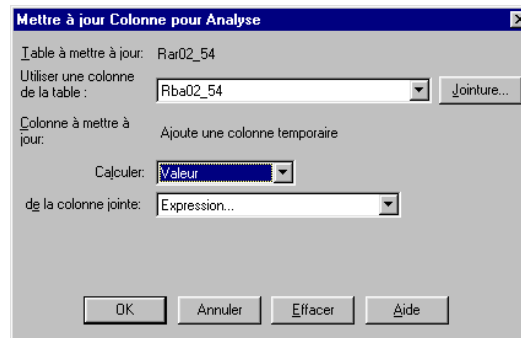 Mettre à jour Colonne pour Analyse
Table à mettre à jour: Rar02_54
Utiliser une colonne
de la table : Rba02_54 Jointure...
Colonne à mettre à
jour: Ajoute une colonne temporaire
Calculer: Valeur
de la colonne jointe: Expression...
OK Annuler Effacer Aide